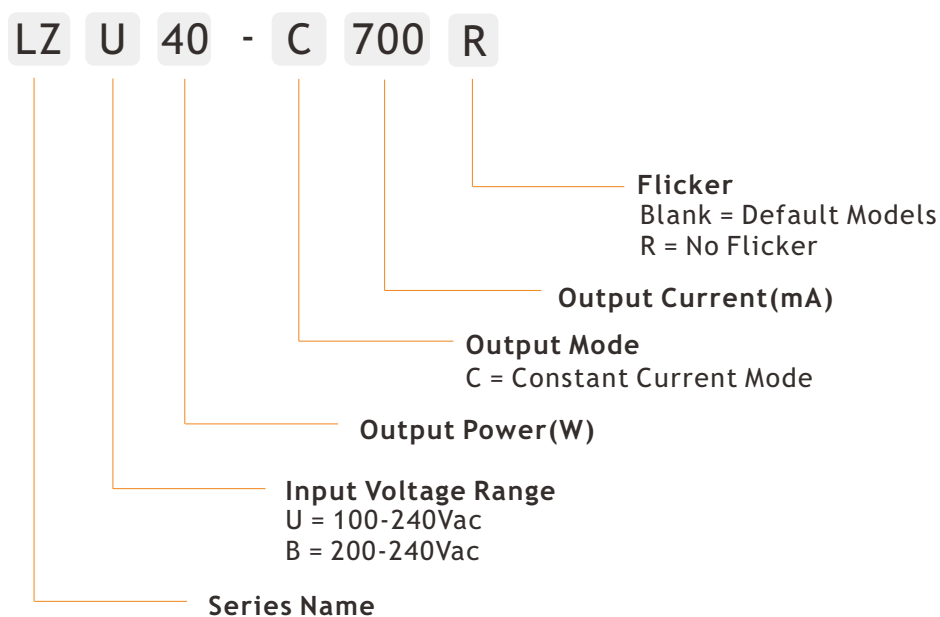 LZ U 40 - C 700 R
Flicker
Blank = Default Models
R = No Flicker
Output Current(mA)
Output Mode
C = Constant Current Mode
Output Power(W)
Input Voltage Range
U = 100-240Vac
B = 200-240Vac
Series Name